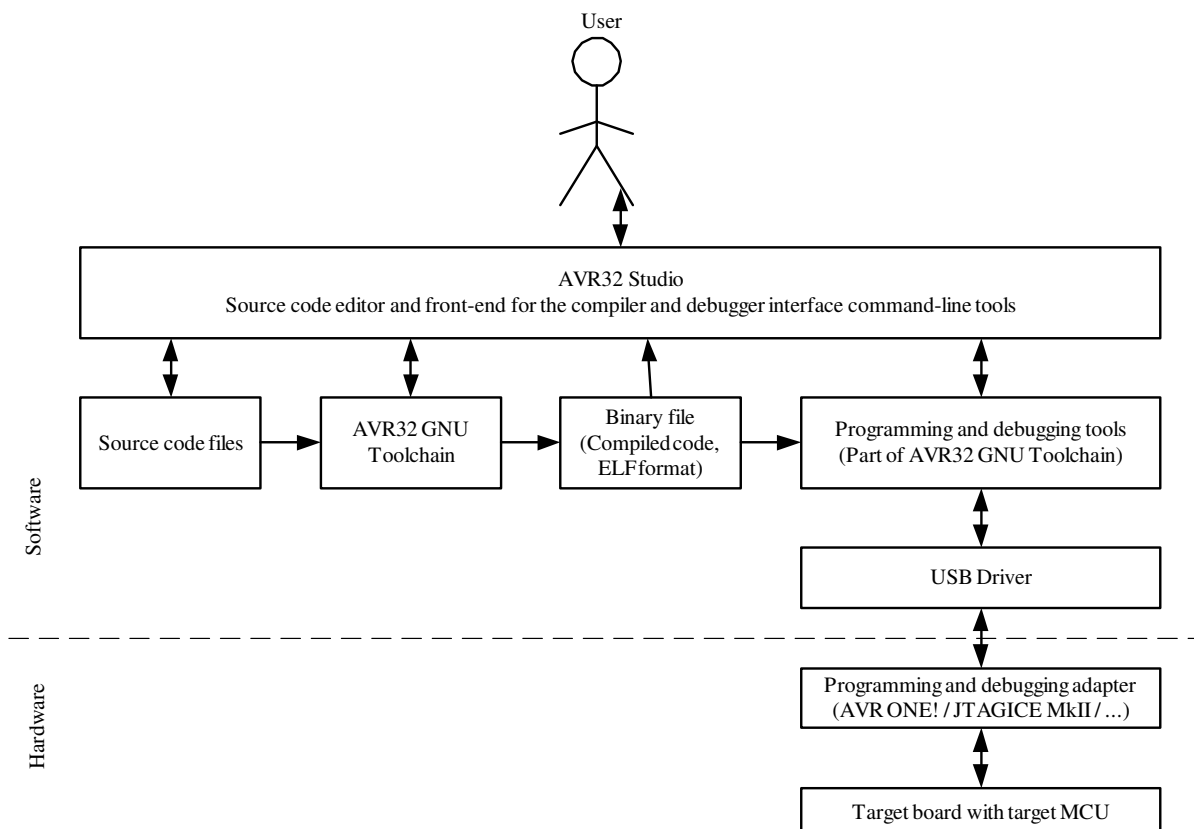 User
AVR32 Studio
Source code editor and front-end for the compiler and debugger interface command-line tools
Source code files
AVR32 GNU
Toolchain
Binary file
(Compiled code,
ELF format)
Programming and debugging tools
(Part of AVR32 GNU Toolchain)
Software
USB Driver
Hardware
Programming and debugging adapter
(AVR ONE! / JTAGICE MkII / ...)
Target board with target MCU